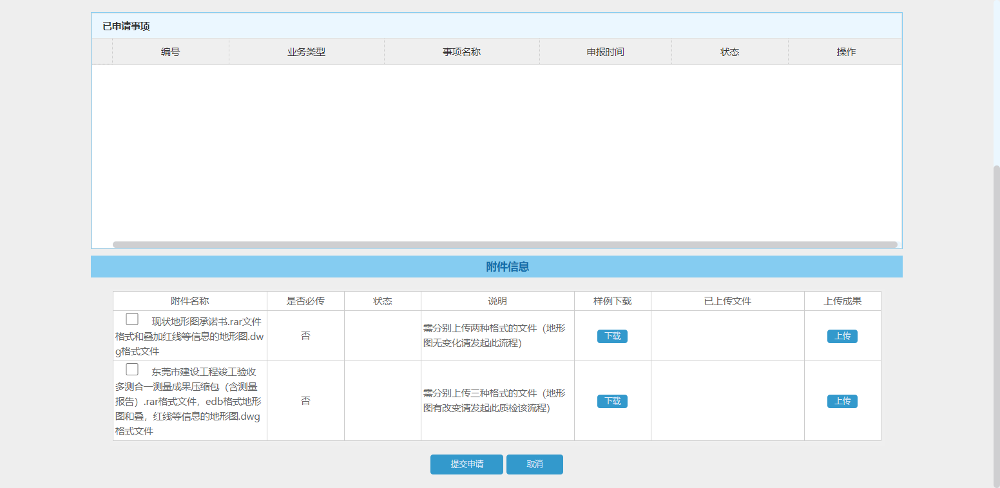 已申请事项
编号 业务类型 事项名称 申报时间 状态 操作
附件信息
附件名称 是否必传 状态 说明 样例下载 已上传文件 上传成果
现状地形图承诺书.rar文件
格式和叠加红线等信息的地形图.dw
g格式文件
否
需分别上传两种格式的文件（地形
图无变化请发起此流程）
下载
上传
东莞市建设工程竣工验收
多测合一测量成果压缩包（含测量
报告）.rar格式文件，edb格式地形
图和叠，红线等信息的地形图.dwg
格式文件
否
需分别上传三种格式的文件（地形
图有改变请发起此质检该流程）
下载
上传
提交申请 取消